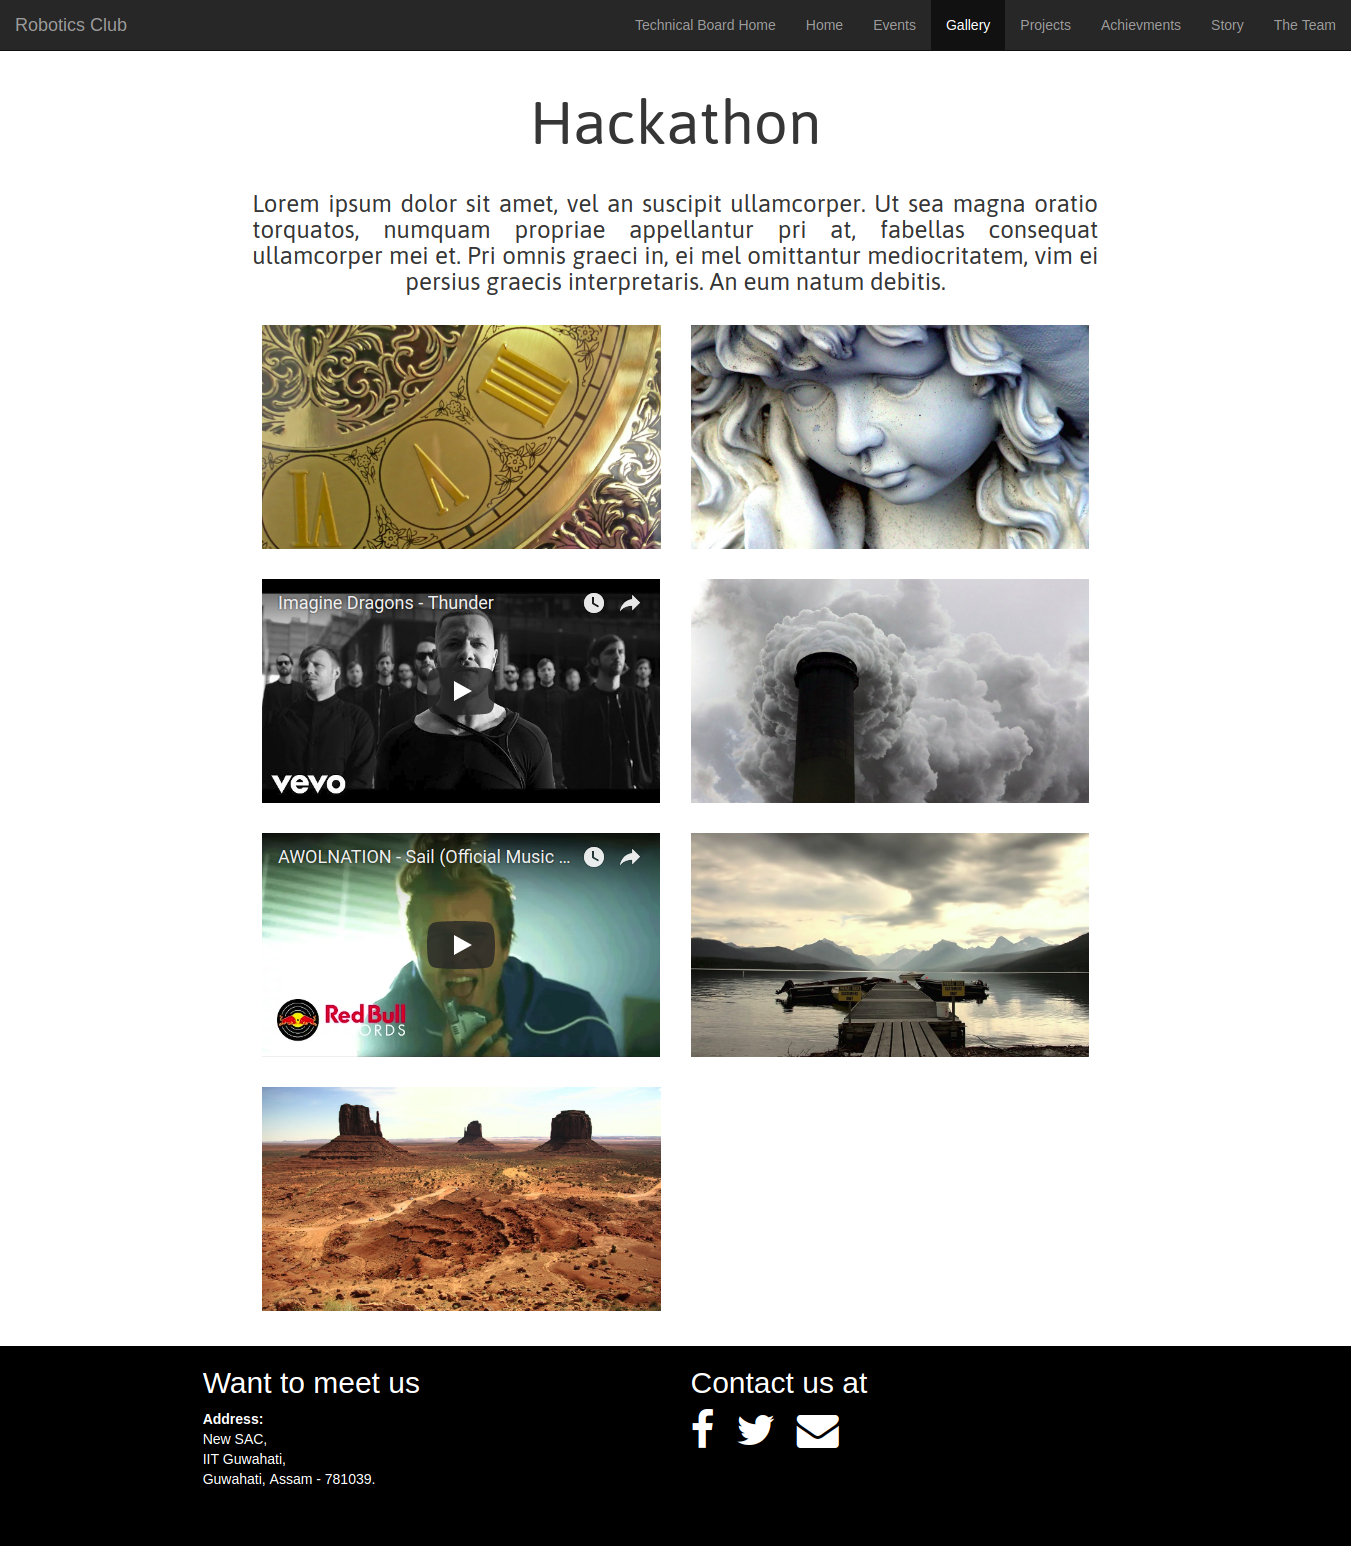 Robotics Club
Technical Board Home
Home
Events
Gallery
Projects
Achievments
Story
The Team
Hackathon
Lorem ipsum dolor sit amet, vel an suscipit ullamcorper. Ut sea magna oratio
torquatos, numquam propriae appellantur pri at, fabellas consequat
ullamcorper mei et. Pri omnis graeci in, ei mel omittantur mediocritatem, vim ei
persius graecis interpretaris. An eum natum debitis.
Imagine Dragons - Thunder
vevo
AWOLNATION - Sail (Official Music ...
Red Bull
ORDS
Want to meet us
Address:
New SAC,
IIT Guwahati,
Guwahati, Assam - 781039.
Contact us at